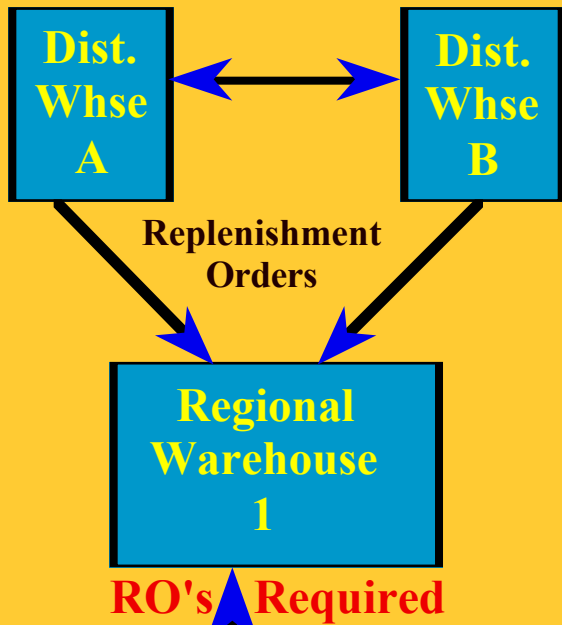 Dist.
Whse
A
Dist.
Whse
B
Replenishment
Orders
Regional
Warehouse
1
RO's Required